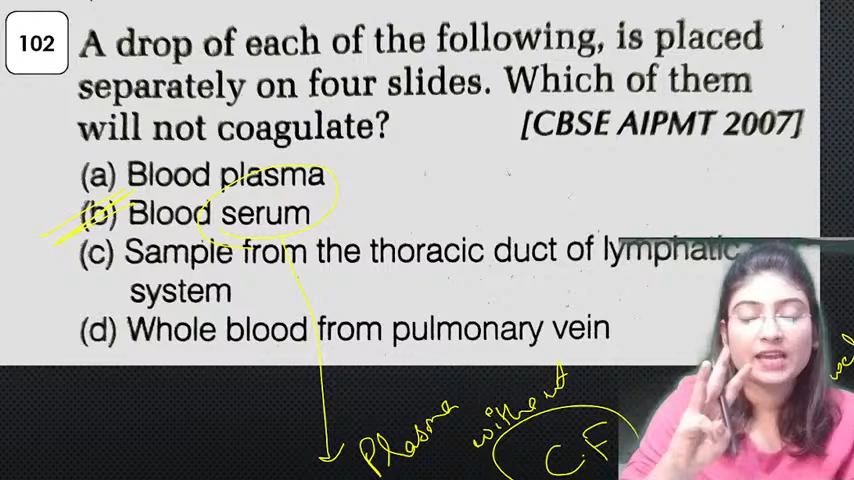 102
A drop of each of the following, is placed
separately on four slides. Which of them
will not coagulate? [CBSE AIPMT 2007]
(a) Blood plasma
(b) Blood serum
(c) Sample from the thoracic duct of lymphatic
system
(d) Whole blood from pulmonary vein
Plasma without
C.F